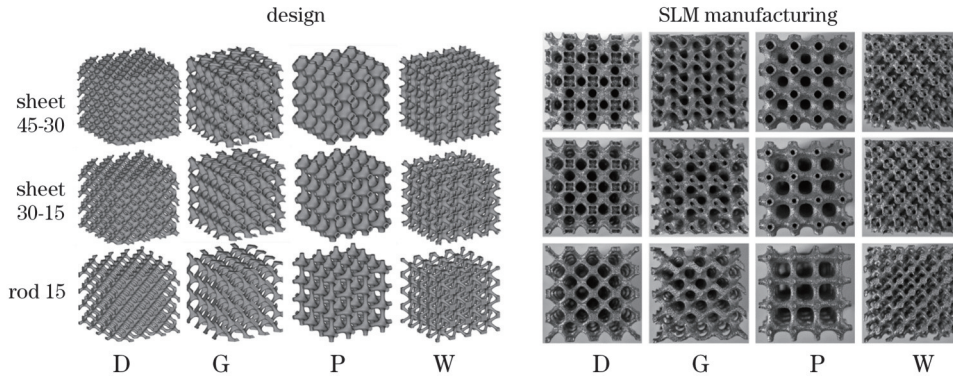 design
SLM manufacturing
sheet
45-30
sheet
30-15
rod 15
D G P W
D G P W